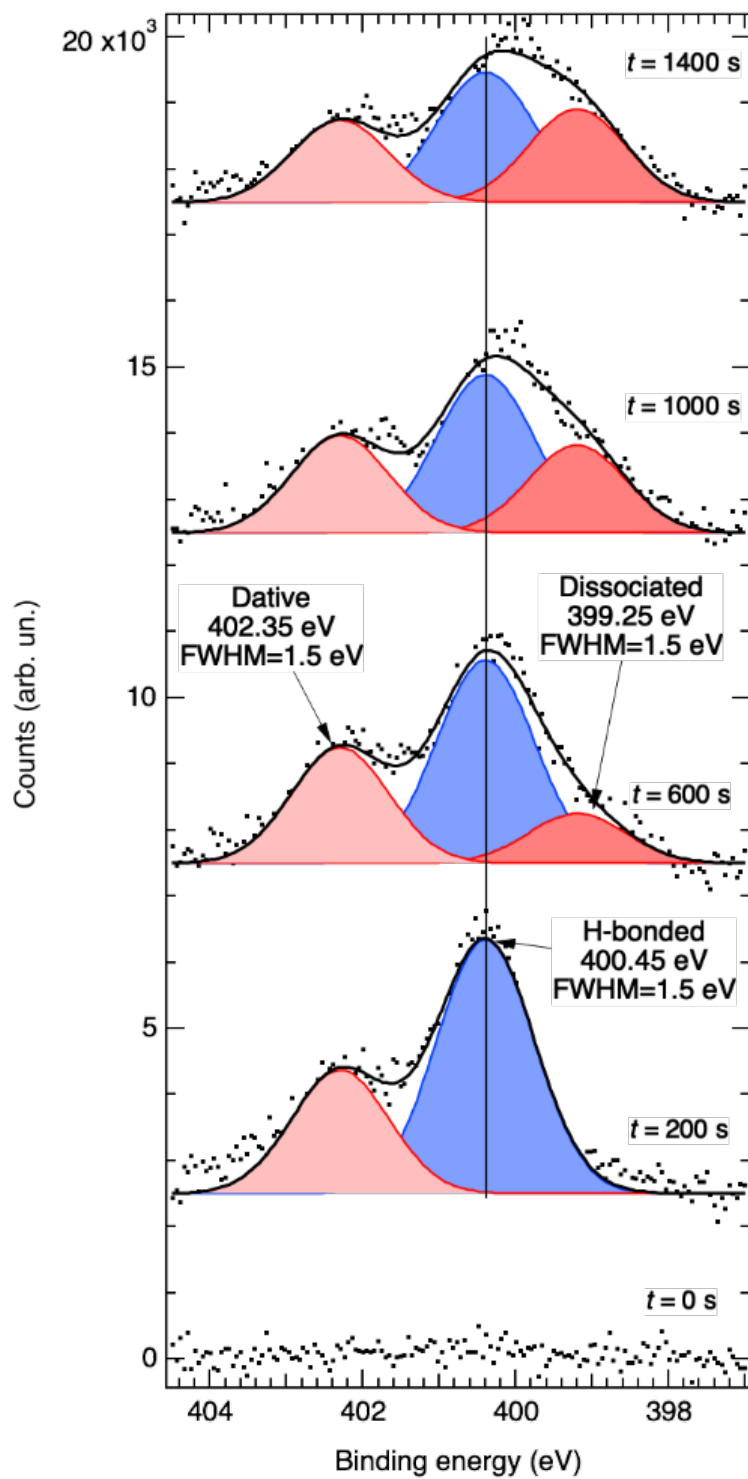 20 x10³
t = 1400 s
15
t = 1000 s
Dative
402.35 eV
FWHM=1.5 eV
Dissociated
399.25 eV
FWHM=1.5 eV
10
t = 600 s
H-bonded
400.45 eV
FWHM=1.5 eV
5
t = 200 s
t = 0 s
0
Counts (arb. un.)
404
402
400
398
Binding energy (eV)